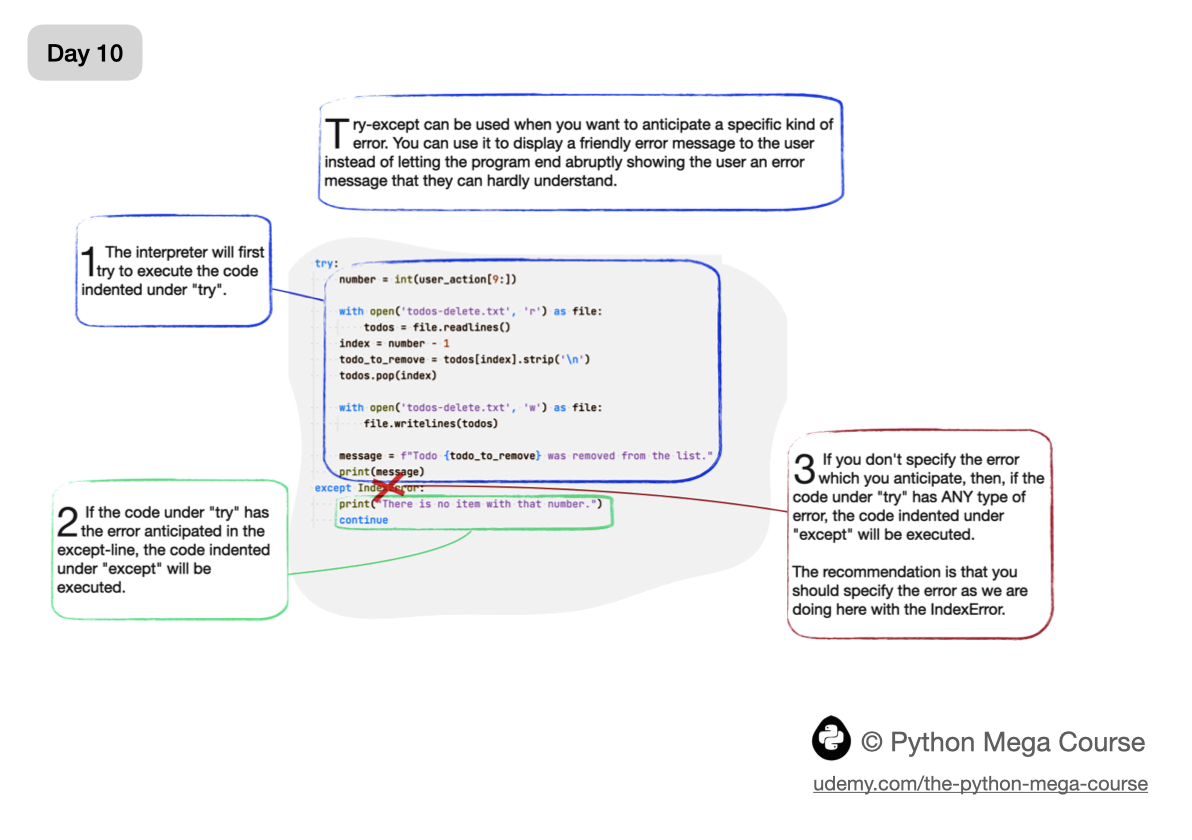 Day 10
Try-except can be used when you want to anticipate a specific kind of
error. You can use it to display a friendly error message to the user
instead of letting the program end abruptly showing the user an error
message that they can hardly understand.
1 The interpreter will first
try to execute the code
indented under "try".
try:
number = int(user_action[9:])
with open('todos-delete.txt', 'r') as file:
todos = file.readlines()
index = number - 1
todo_to_remove = todos[index].strip('\n')
todos.pop(index)
with open('todos-delete.txt', 'w') as file:
file.writelines(todos)
message = f"Todo {todo_to_remove} was removed from the list."
print(message)
except IndexError:
print("There is no item with that number.")
continue
2 If the code under "try" has
the error anticipated in the
except-line, the code indented
under "except" will be
executed.
3 If you don't specify the error
which you anticipate, then, if the
code under "try" has ANY type of
error, the code indented under
"except" will be executed.
The recommendation is that you
should specify the error as we are
doing here with the IndexError.
© Python Mega Course
udemy.com/the-python-mega-course